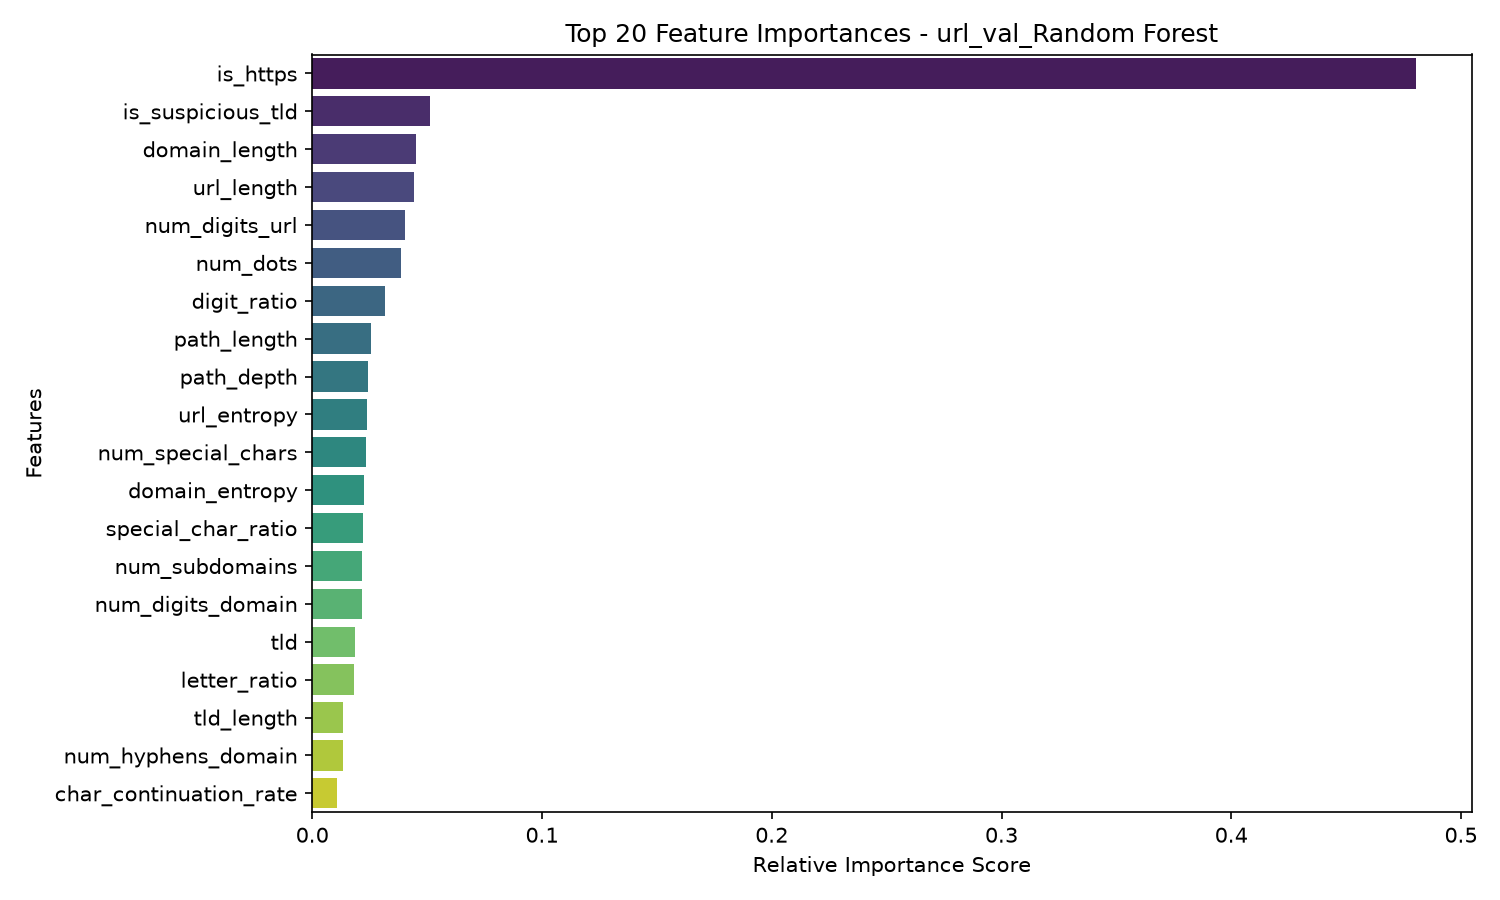 Top 20 Feature Importances - url_val_Random Forest
is_https
is_suspicious_tld
domain_length
url_length
num_digits_url
num_dots
digit_ratio
path_length
path_depth
url_entropy
num_special_chars
domain_entropy
special_char_ratio
num_subdomains
num_digits_domain
tld
letter_ratio
tld_length
num_hyphens_domain
char_continuation_rate
Features
0.0 0.1 0.2 0.3 0.4 0.5
Relative Importance Score